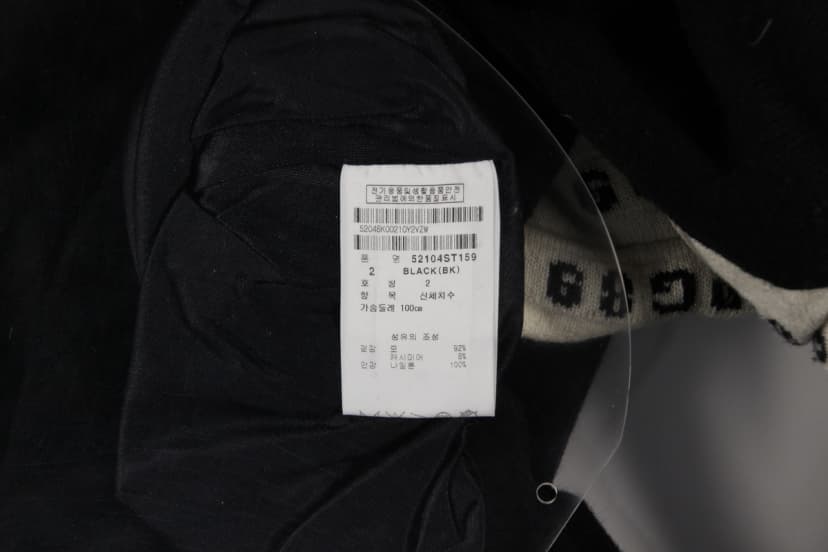 전기용품및생활용품안전
관리법에의한품질표시
5204BK00210Y2VZW
품 명 52104ST159
2 BLACK(BK)
호 칭 2
항 목 신체치수
가슴둘레 100㎝
섬유의 조성
겉감 모 92%
캐시미어 8%
안감 나일론 100%